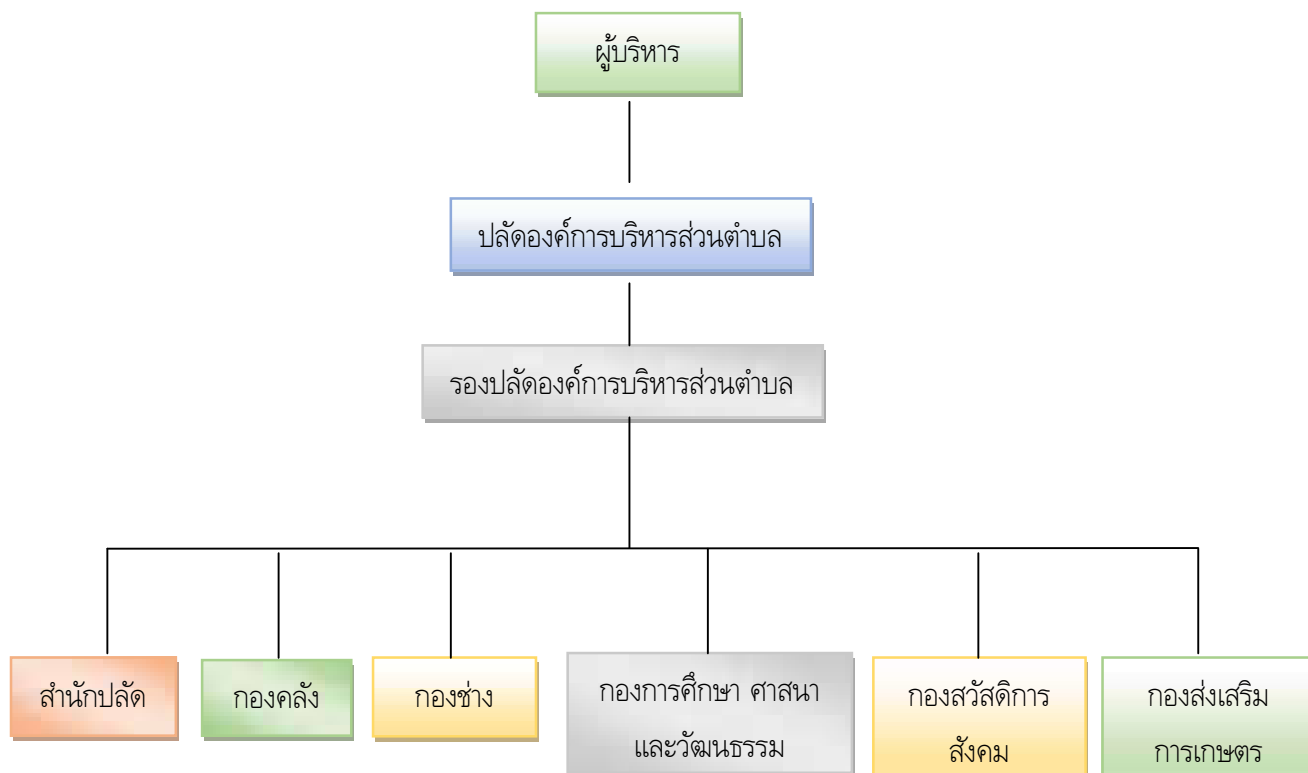 ผู้บริหาร
ปลัดองค์การบริหารส่วนตำบล
รองปลัดองค์การบริหารส่วนตำบล
สำนักปลัด
กองคลัง
กองช่าง
กองการศึกษา ศาสนา
และวัฒนธรรม
กองสวัสดิการ
สังคม
กองส่งเสริม
การเกษตร